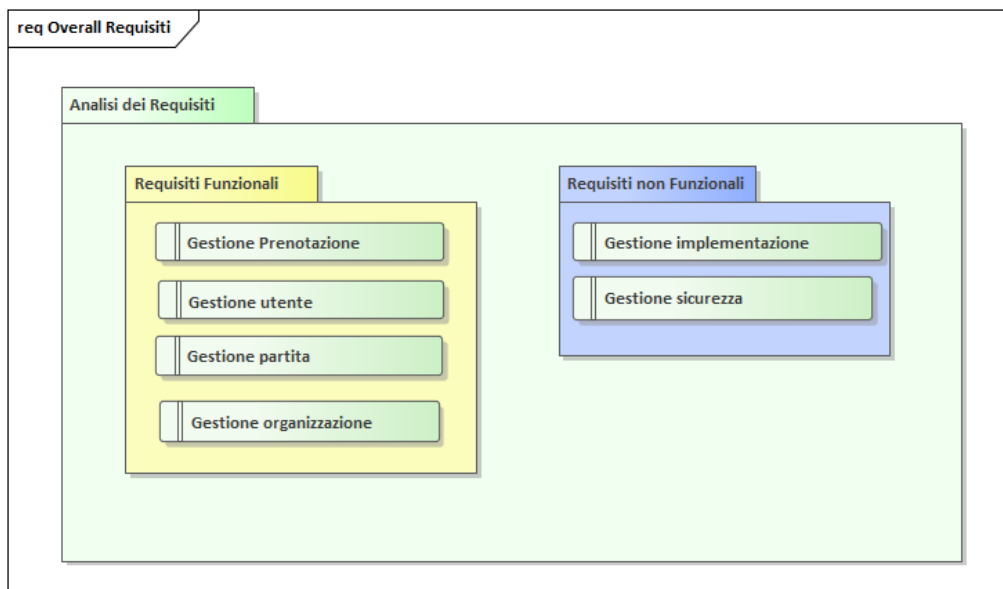 req Overall Requisiti
Analisi dei Requisiti
Requisiti Funzionali
Gestione Prenotazione
Gestione utente
Gestione partita
Gestione organizzazione
Requisiti non Funzionali
Gestione implementazione
Gestione sicurezza